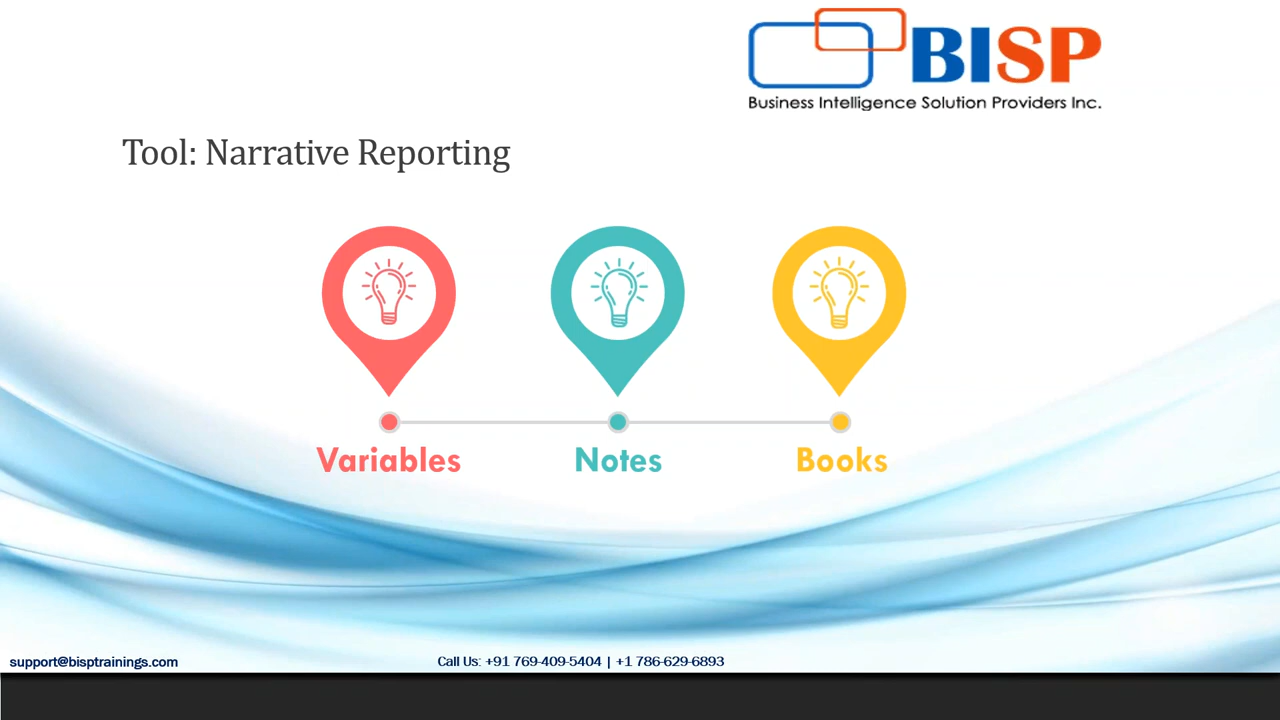 BISP
Business Intelligence Solution Providers Inc.
Tool: Narrative Reporting
Variables
Notes
Books
support@bisptrainings.com
Call Us: +91 769-409-5404 | +1 786-629-6893